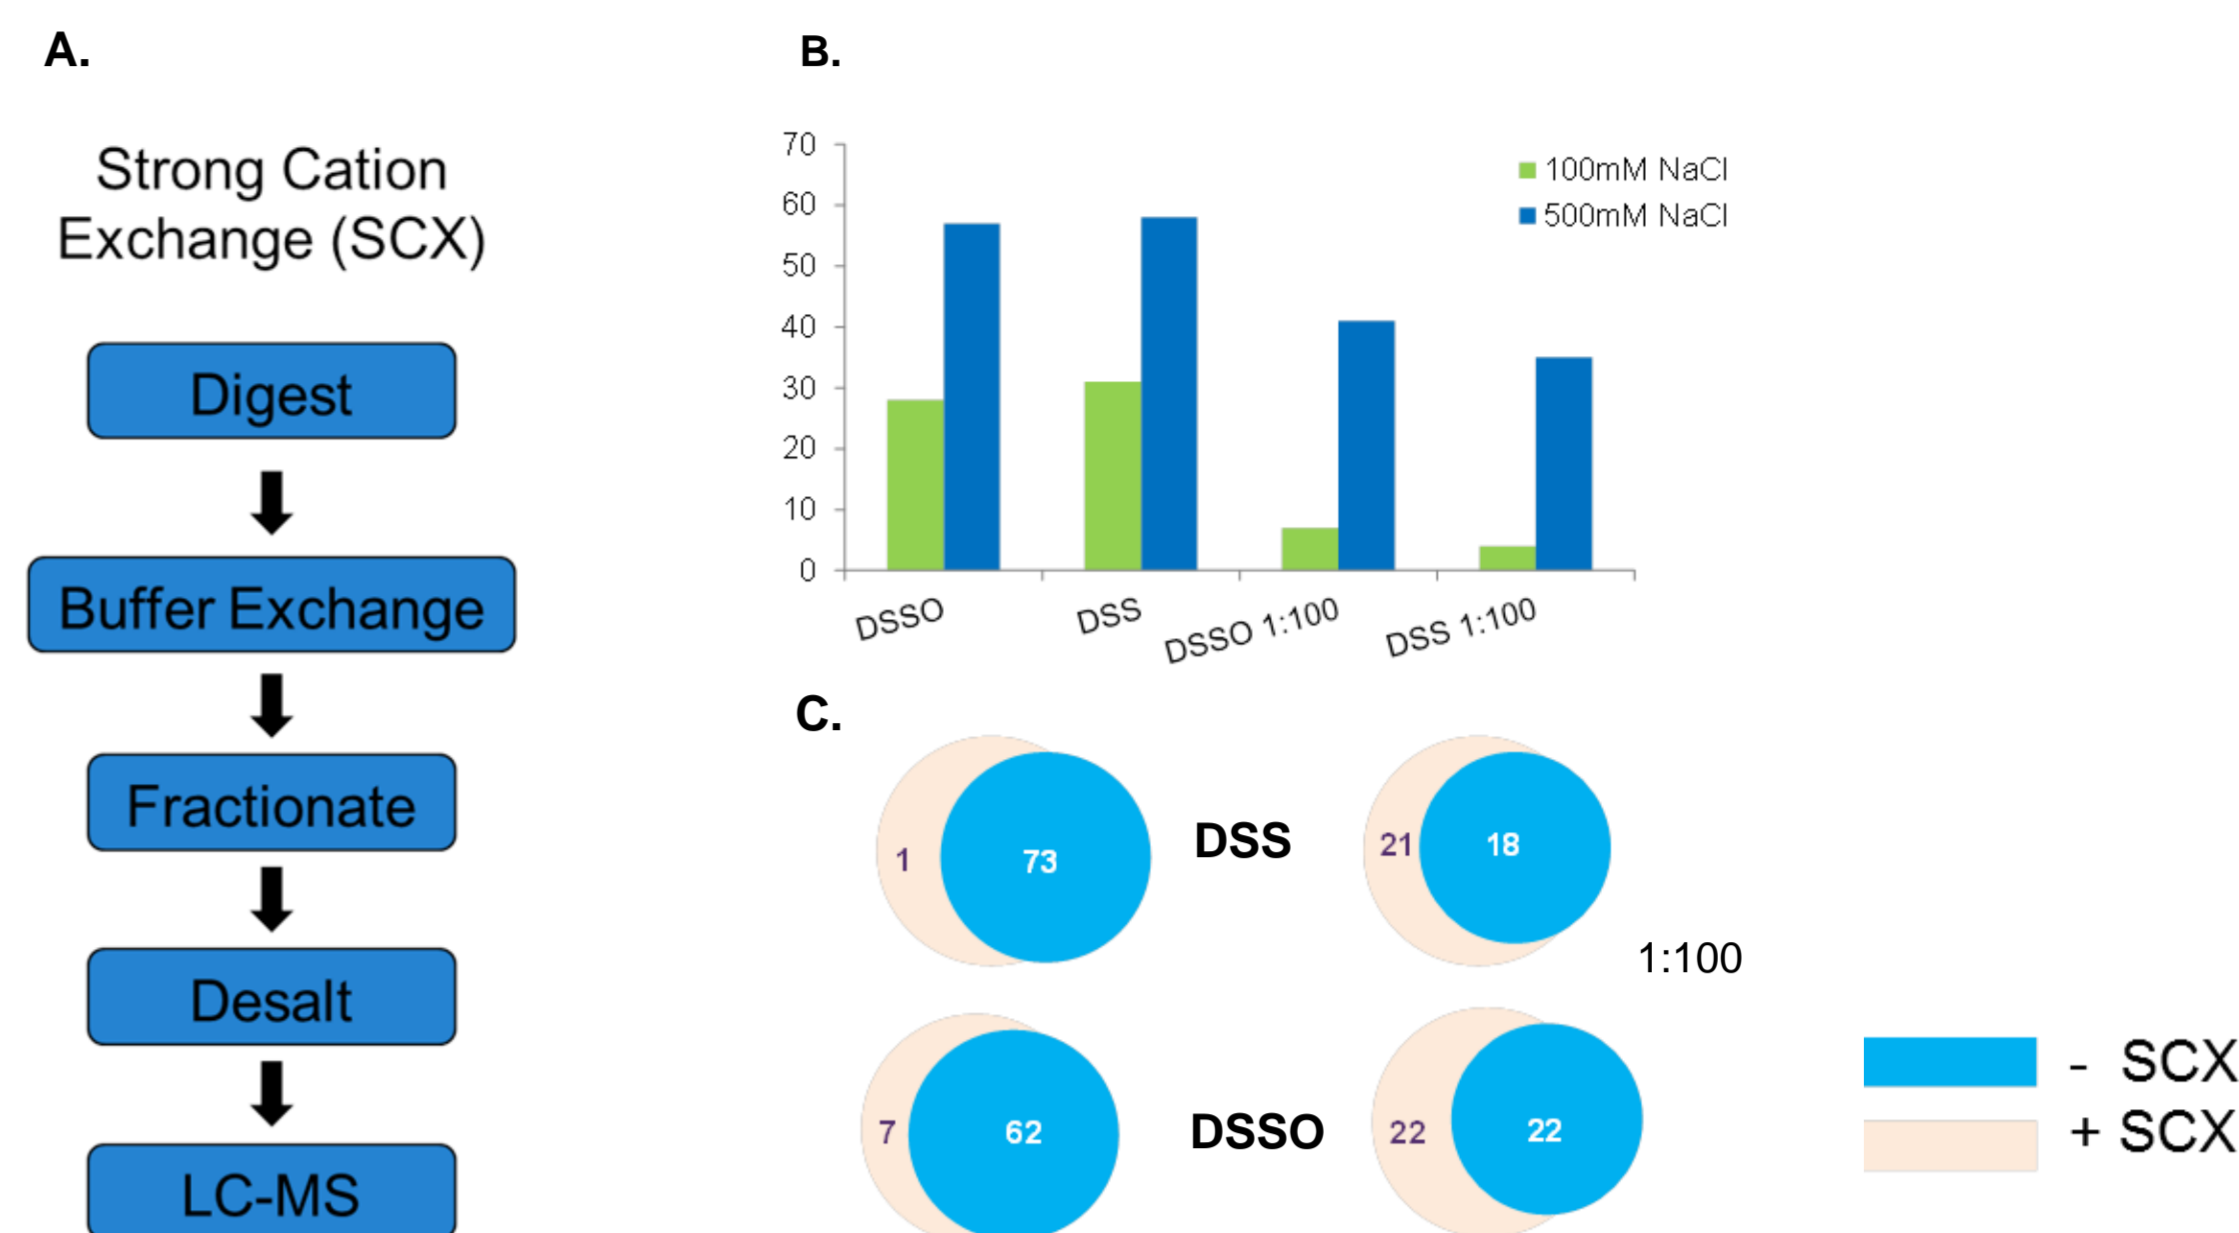 A.
Strong Cation
Exchange (SCX)
Digest
Buffer Exchange
Fractionate
Desalt
LC-MS
B.
70
60
50
40
30
20
10
0
100mM NaCl
500mM NaCl
DSSO
DSS
DSSO 1:100
DSS 1:100
C.
1
73
DSS
21
18
1:100
7
62
DSSO
22
22
- SCX
+ SCX